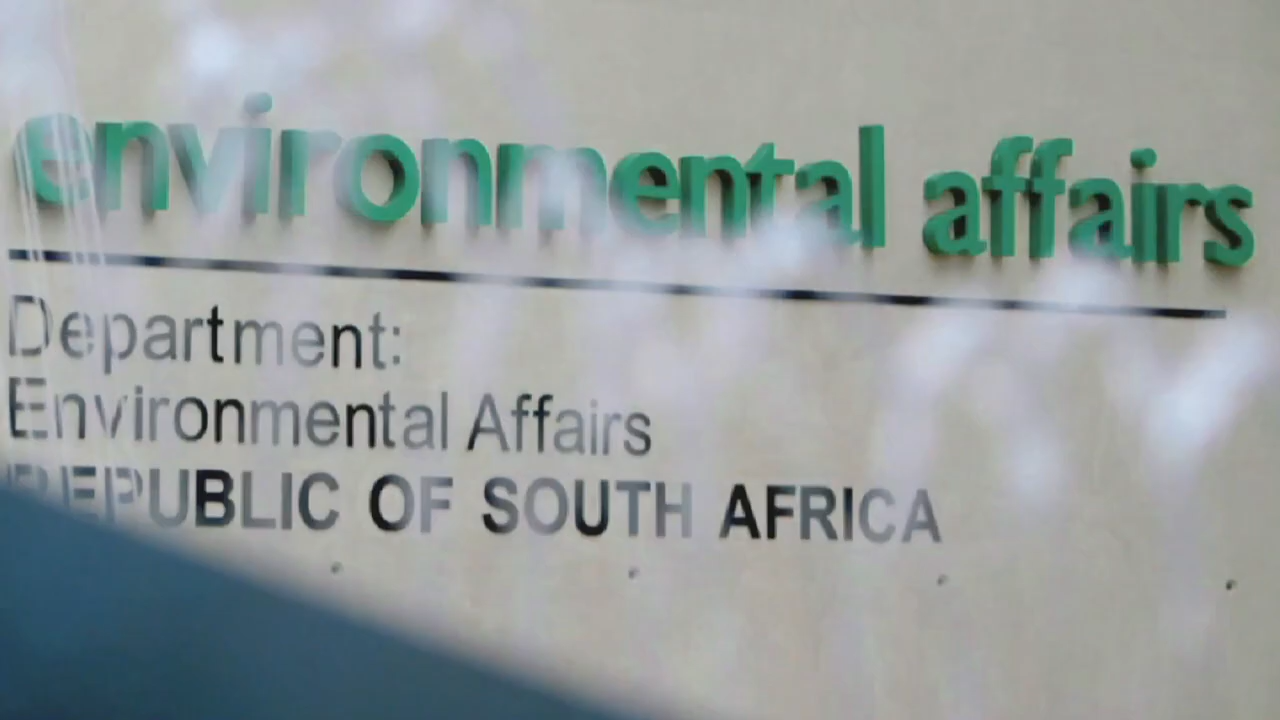 environmental affairs
Department:
Environmental Affairs
REPUBLIC OF SOUTH AFRICA